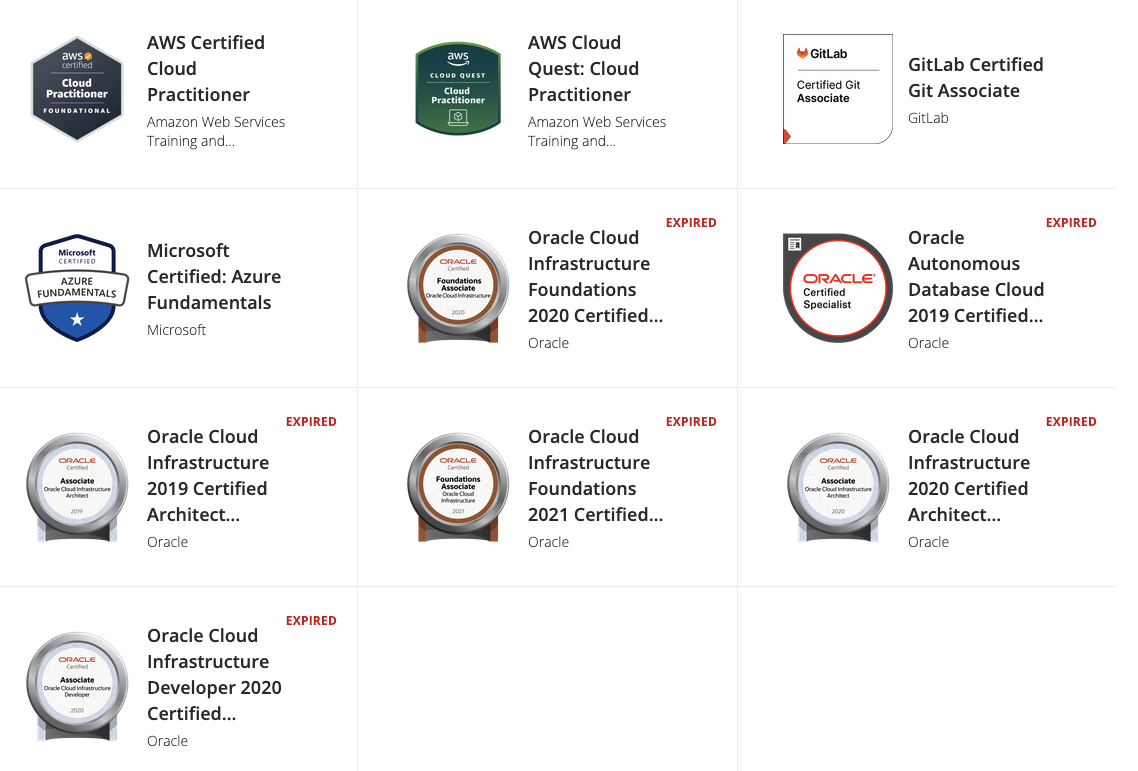 aws
certified
Cloud
Practitioner
FOUNDATIONAL
AWS Certified
Cloud
Practitioner
Amazon Web Services
Training and...
aws
CLOUD QUEST
Cloud
Practitioner
AWS Cloud
Quest: Cloud
Practitioner
Amazon Web Services
Training and...
GitLab
Certified Git
Associate
GitLab Certified
Git Associate
GitLab
Microsoft
CERTIFIED
AZURE
FUNDAMENTALS
Microsoft
Certified: Azure
Fundamentals
Microsoft
EXPIRED
ORACLE
Certified
Foundations
Associate
Oracle Cloud Infrastructure
2020
Oracle Cloud
Infrastructure
Foundations
2020 Certified...
Oracle
EXPIRED
ORACLE
Certified
Specialist
Oracle
Autonomous
Database Cloud
2019 Certified...
Oracle
EXPIRED
ORACLE
Certified
Associate
Oracle Cloud Infrastructure
Architect
2019
Oracle Cloud
Infrastructure
2019 Certified
Architect...
Oracle
EXPIRED
ORACLE
Certified
Foundations
Associate
Oracle Cloud
Infrastructure
2021
Oracle Cloud
Infrastructure
Foundations
2021 Certified...
Oracle
EXPIRED
ORACLE
Certified
Associate
Oracle Cloud Infrastructure
Architect
2020
Oracle Cloud
Infrastructure
2020 Certified
Architect...
Oracle
EXPIRED
ORACLE
Certified
Associate
Oracle Cloud Infrastructure
Developer
2020
Oracle Cloud
Infrastructure
Developer 2020
Certified...
Oracle